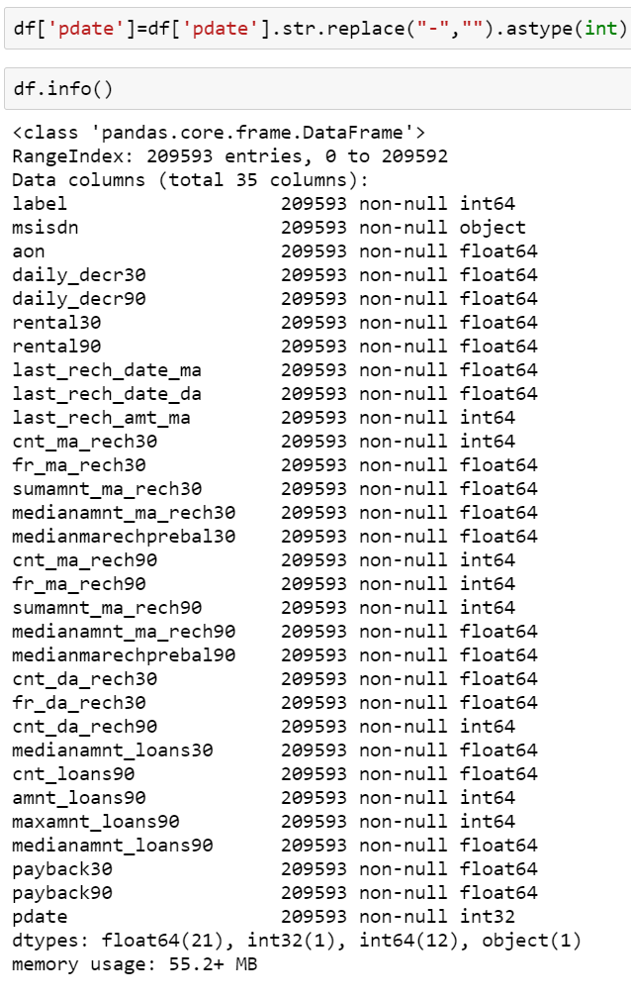 df['pdate']=df['pdate'].str.replace("-","").astype(int)
df.info()
<class 'pandas.core.frame.DataFrame'>
RangeIndex: 209593 entries, 0 to 209592
Data columns (total 35 columns):
label                   209593 non-null int64
msisdn                  209593 non-null object
aon                     209593 non-null float64
daily_decr30            209593 non-null float64
daily_decr90            209593 non-null float64
rental30                209593 non-null float64
rental90                209593 non-null float64
last_rech_date_ma       209593 non-null float64
last_rech_date_da       209593 non-null float64
last_rech_amt_ma        209593 non-null int64
cnt_ma_rech30           209593 non-null int64
fr_ma_rech30            209593 non-null float64
sumamnt_ma_rech30       209593 non-null float64
medianamnt_ma_rech30    209593 non-null float64
medianmarechprebal30    209593 non-null float64
cnt_ma_rech90           209593 non-null int64
fr_ma_rech90            209593 non-null int64
sumamnt_ma_rech90       209593 non-null int64
medianamnt_ma_rech90    209593 non-null float64
medianmarechprebal90    209593 non-null float64
cnt_da_rech30           209593 non-null float64
fr_da_rech30            209593 non-null float64
cnt_da_rech90           209593 non-null int64
medianamnt_loans30      209593 non-null float64
cnt_loans90             209593 non-null float64
amnt_loans90            209593 non-null int64
maxamnt_loans90         209593 non-null int64
medianamnt_loans90      209593 non-null float64
payback30               209593 non-null float64
payback90               209593 non-null float64
pdate                   209593 non-null int32
dtypes: float64(21), int32(1), int64(12), object(1)
memory usage: 55.2+ MB